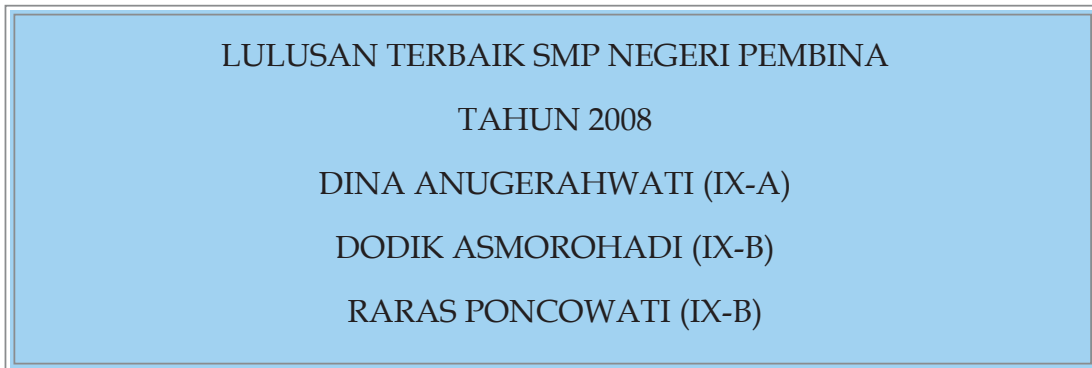 LULUSAN TERBAIK SMP NEGERI PEMBINA
TAHUN 2008
DINA ANUGERAHWATI (IX-A)
DODIK ASMOROHADI (IX-B)
RARAS PONCOWATI (IX-B)